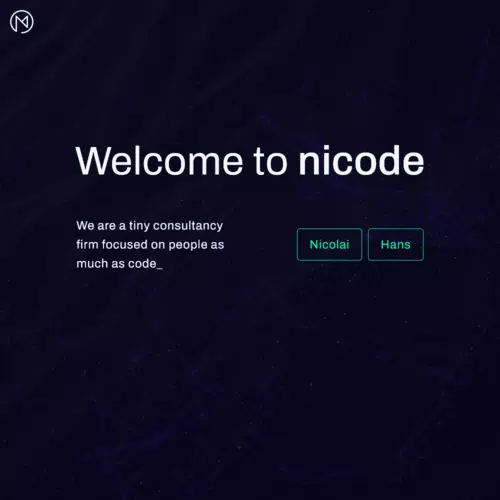 Welcome to nicode
We are a tiny consultancy
firm focused on people as
much as code_
Nicolai
Hans